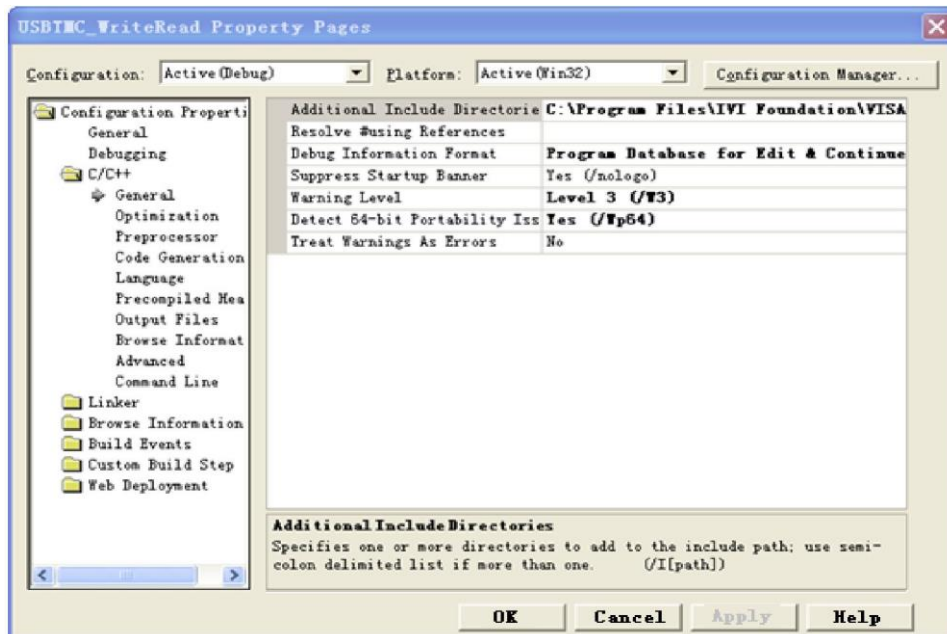 USBTMC_WriteRead Property Pages
Configuration: Active(Debug) Platform: Active(Win32) Configuration Manager...
Configuration Properti
General
Debugging
C/C++
General
Optimization
Preprocessor
Code Generation
Language
Precompiled Hea
Output Files
Browse Informat
Advanced
Command Line
Linker
Browse Information
Build Events
Custom Build Step
Web Deployment
Additional Include Directorie C:\Program Files\IVI Foundation\VISA
Resolve #using References
Debug Information Format Program Database for Edit & Continue
Suppress Startup Banner Yes (/nologo)
Warning Level Level 3 (/W3)
Detect 64-bit Portability Iss Yes (/Wp64)
Treat Warnings As Errors No
Additional Include Directories
Specifies one or more directories to add to the include path; use semi-
colon delimited list if more than one. (/I[path])
OK Cancel Apply Help